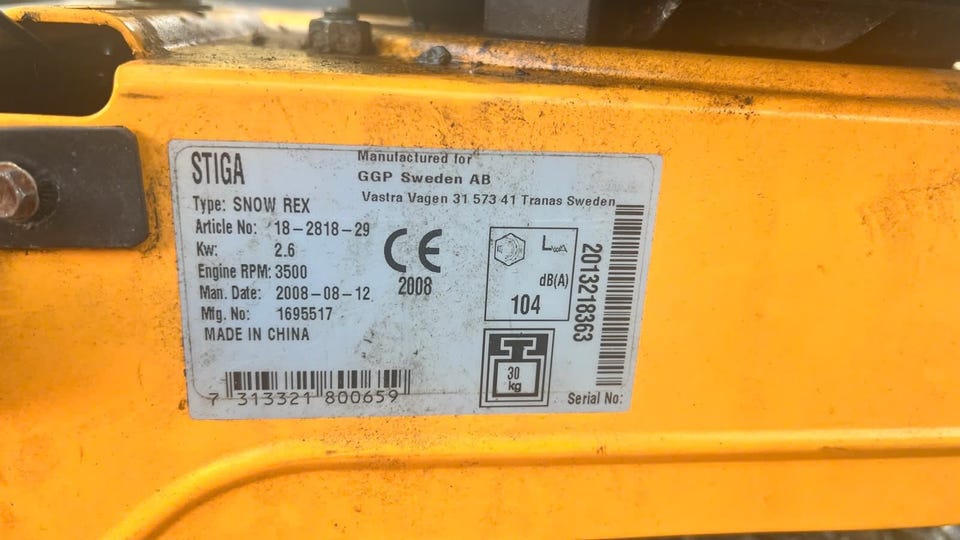 STIGA
Manufactured for
GGP Sweden AB
Vastra Vagen 31 573 41 Tranas Sweden
Type: SNOW REX
Article No: 18-2818-29
Kw: 2.6
Engine RPM: 3500
Man. Date: 2008-08-12
Mfg. No: 1695517
MADE IN CHINA
CE
2008
LWA
dB(A)
104
30
kg
2013218363
Serial No:
7 313321 800659